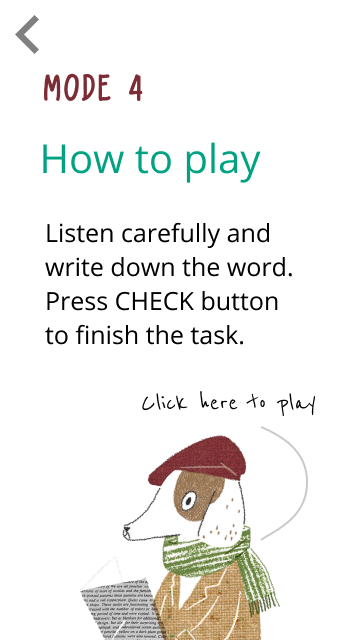 MODE 4
How to play
Listen carefully and
write down the word.
Press CHECK button
to finish the task.
Click here to play